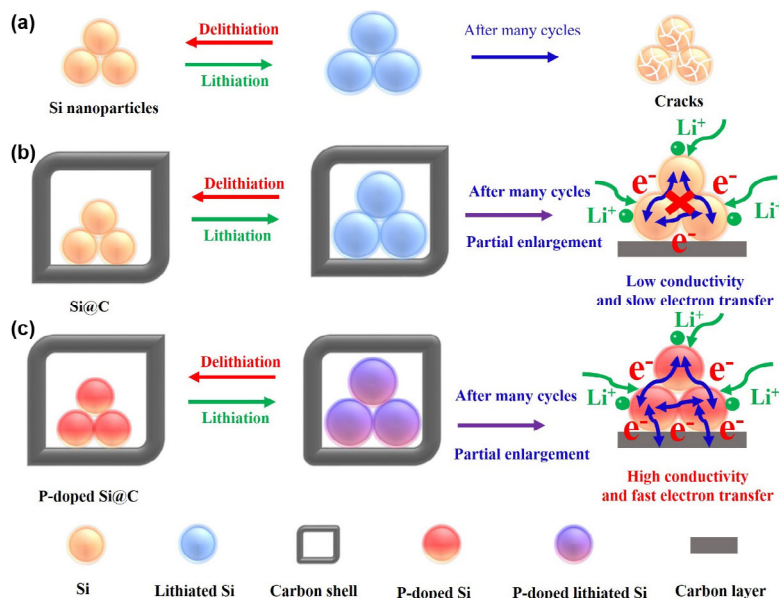 (a)
Delithiation
Lithiation
After many cycles
Si nanoparticles
Cracks
(b)
Delithiation
Lithiation
After many cycles
Partial enlargement
Li+
e- e-
Li+ Li+
e-
Si@C
Low conductivity
and slow electron transfer
(c)
Delithiation
Lithiation
After many cycles
Partial enlargement
Li+
e- e-
Li+ Li+
e- e- e-
P-doped Si@C
High conductivity
and fast electron transfer
Si
Lithiated Si
Carbon shell
P-doped Si
P-doped lithiated Si
Carbon layer